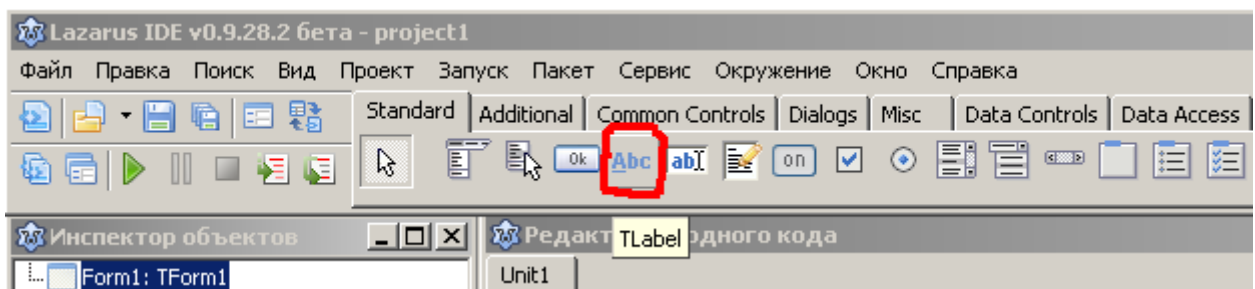 Lazarus IDE v0.9.28.2 бета - project1
Файл Правка Поиск Вид Проект Запуск Пакет Сервис Окружение Окно Справка
Standard Additional Common Controls Dialogs Misc Data Controls Data Access
Ok Abc abI on
Инспектор объектов Редакт TLabel одного кода
Form1: TForm1 Unit1